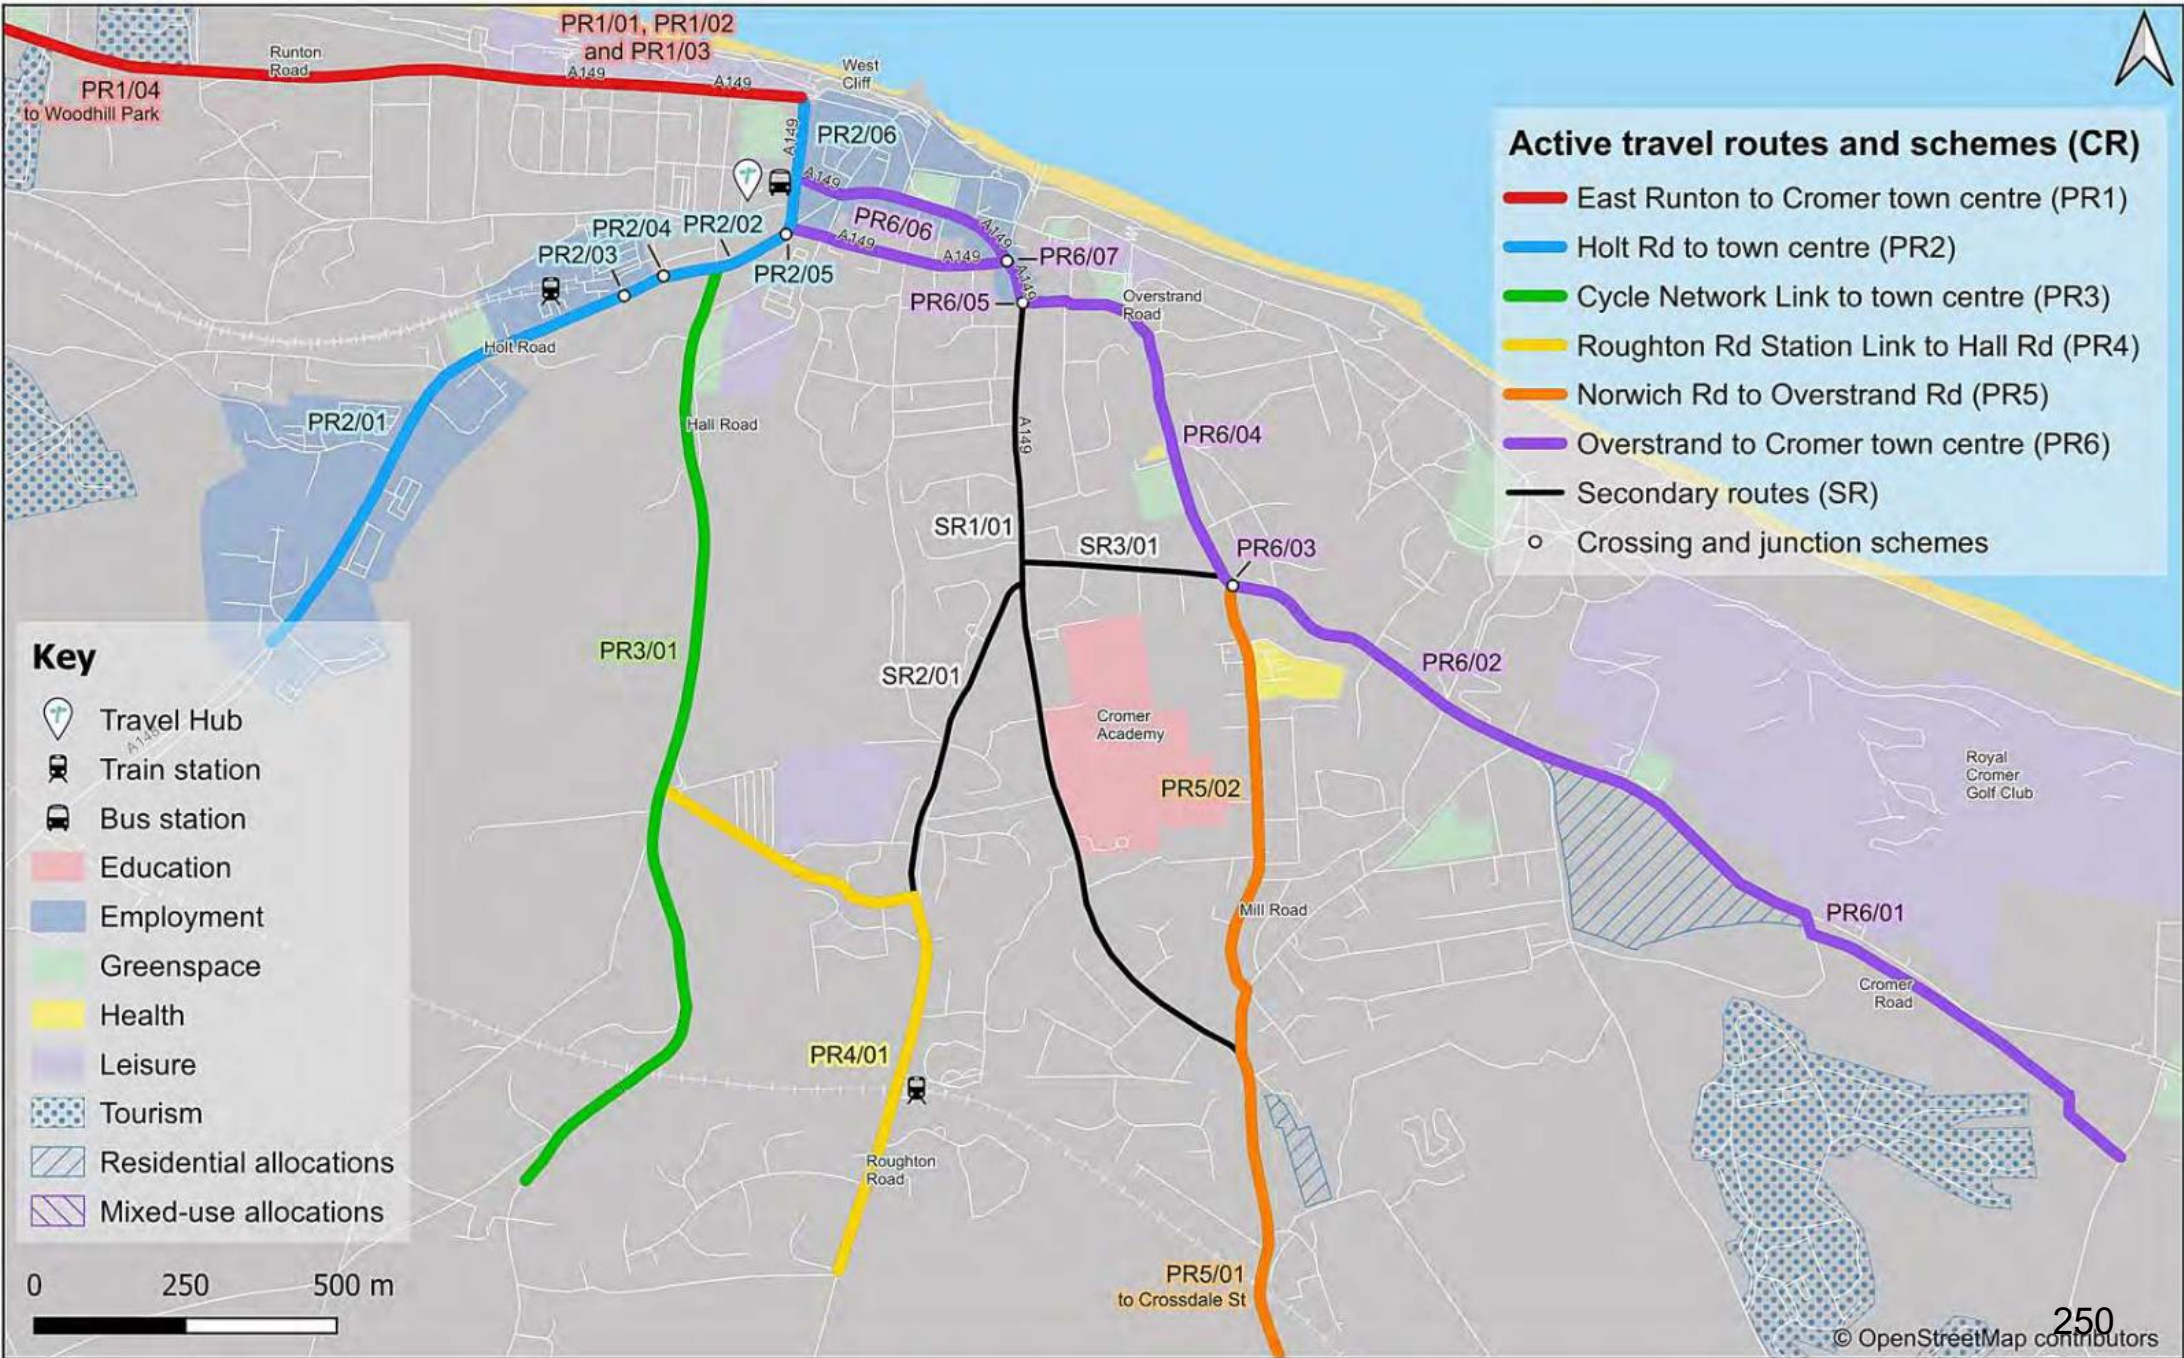 PR1/01, PR1/02
and PR1/03
Runton
Road
A149
A149
West
Cliff
PR1/04
to Woodhill Park
A149
PR2/06
Active travel routes and schemes (CR)
East Runton to Cromer town centre (PR1)
Holt Rd to town centre (PR2)
Cycle Network Link to town centre (PR3)
Roughton Rd Station Link to Hall Rd (PR4)
Norwich Rd to Overstrand Rd (PR5)
Overstrand to Cromer town centre (PR6)
Secondary routes (SR)
Crossing and junction schemes
A149
PR6/06
A149
A149
A149
A149
PR6/07
PR2/04
PR2/02
PR2/03
PR2/05
PR6/05
Overstrand
Road
Holt Road
PR2/01
Hall Road
A149
PR6/04
SR1/01
SR3/01
PR6/03
PR3/01
SR2/01
PR6/02
Cromer
Academy
Royal
Cromer
Golf Club
PR5/02
Mill Road
PR6/01
Cromer
Road
PR4/01
Roughton
Road
PR5/01
to Crossdale St
A148
Key
Travel Hub
Train station
Bus station
Education
Employment
Greenspace
Health
Leisure
Tourism
Residential allocations
Mixed-use allocations
0 250 500 m
250
© OpenStreetMap contributors